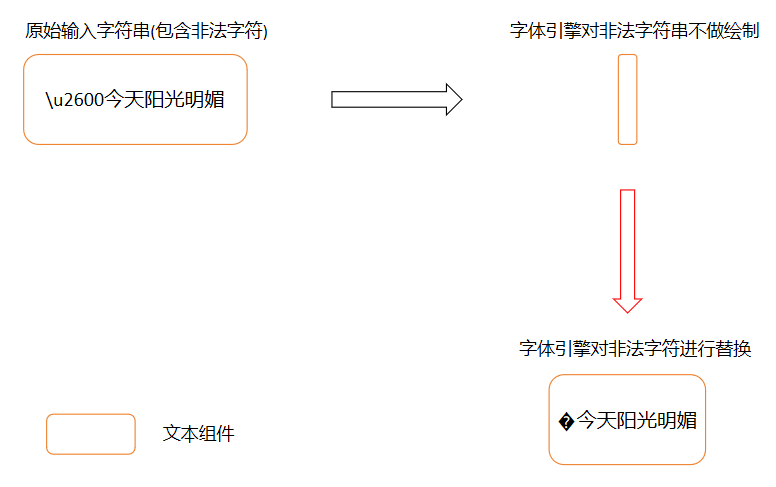 原始输入字符串(包含非法字符)
字体引擎对非法字符串不做绘制
\u2600今天阳光明媚
字体引擎对非法字符进行替换
�今天阳光明媚
文本组件